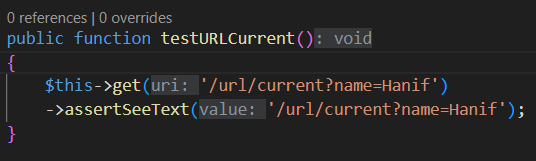 0 references | 0 overrides
public function testURLCurrent(): void
{
$this->get(uri: '/url/current?name=Hanif')
->assertSeeText(value: '/url/current?name=Hanif');
}